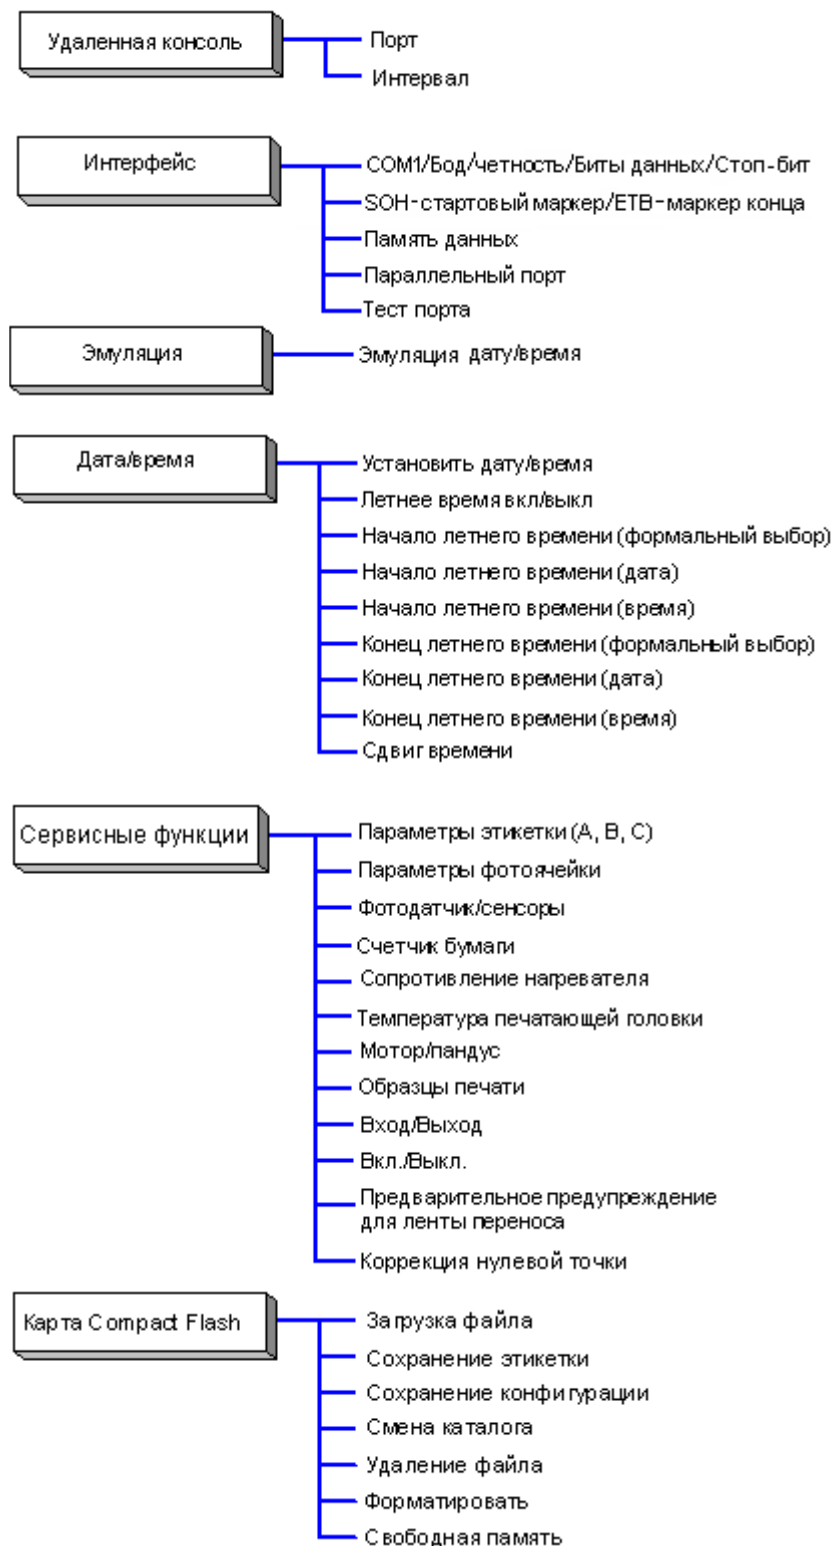 Удаленная консоль
Порт
Интервал
Интерфейс
COM1/Бод/четность/Биты данных/Стоп-бит
SOH-стартовый маркер/ETB-маркер конца
Память данных
Параллельный порт
Тест порта
Эмуляция
Эмуляция дату/время
Дата/время
Установить дату/время
Летнее время вкл/выкл
Начало летнего времени (формальный выбор)
Начало летнего времени (дата)
Начало летнего времени (время)
Конец летнего времени (формальный выбор)
Конец летнего времени (дата)
Конец летнего времени (время)
Сдвиг времени
Сервисные функции
Параметры этикетки (A, B, C)
Параметры фотоячейки
Фотодатчик/сенсоры
Счетчик бумаги
Сопротивление нагревателя
Температура печатающей головки
Мотор/пандус
Образцы печати
Вход/Выход
Вкл./Выкл.
Предварительное предупреждение
для ленты переноса
Коррекция нулевой точки
Карта Compact Flash
Загрузка файла
Сохранение этикетки
Сохранение конфигурации
Смена каталога
Удаление файла
Форматировать
Свободная память